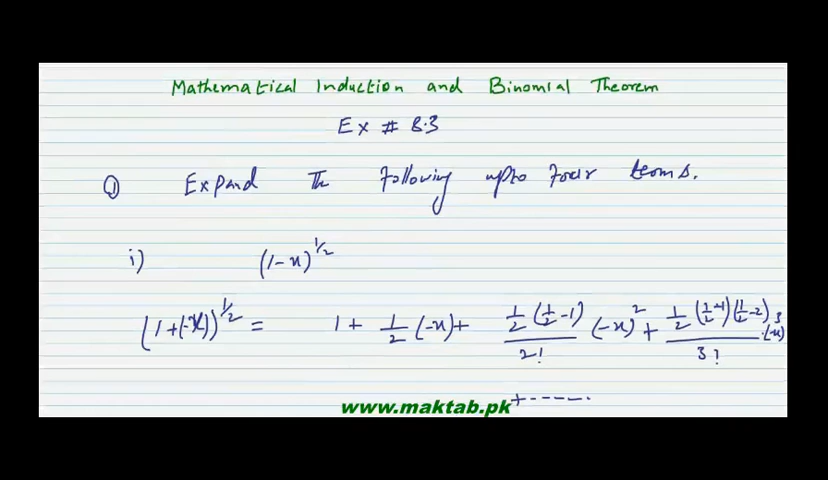 Mathematical Induction and Binomial Theorem
Ex # 8.3
Q Expand The following upto Four terms.
i) (1-x)^{1/2}
(1+(-x))^{1/2} = 1 + 1/2 (-x) + \frac{1/2 (1/2 -1)}{2!} (-x)^2 + \frac{1/2 (1/2 -1)(1/2 -2)}{3!} . (-x)^3
+ -----.
www.maktab.pk